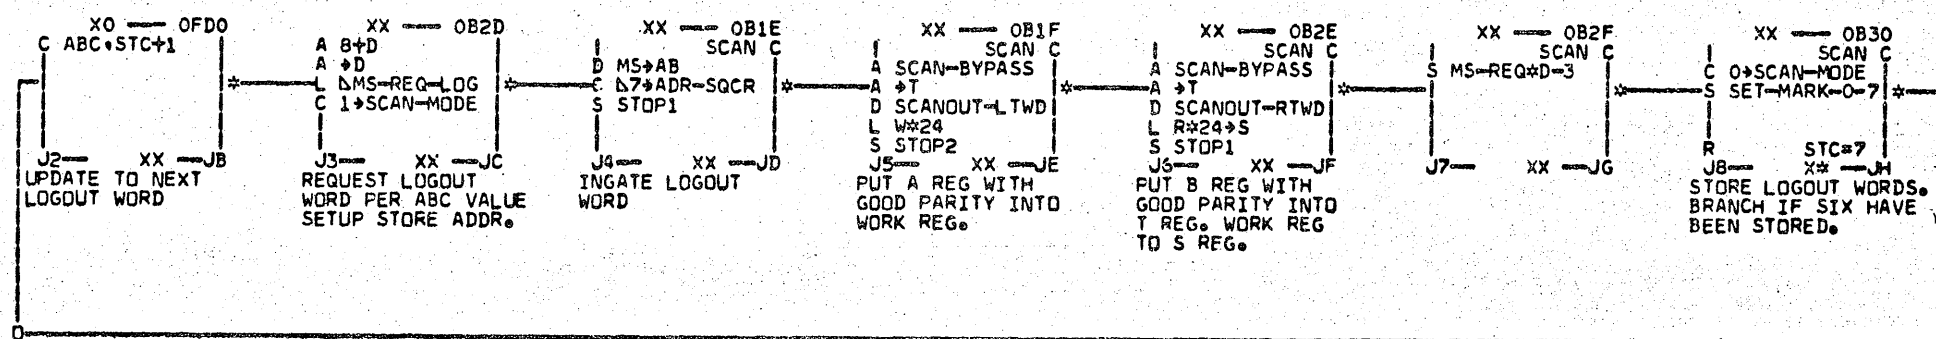 XO — OFDO
C ABC•STC+1
J2— XX —JB
UPDATE TO NEXT
LOGOUT WORD
XX — OB2D
A 8+D
A →D
L ∆MS-REQ-LOG
C 1→SCAN-MODE
J3— XX —JC
REQUEST LOGOUT
WORD PER ABC VALUE
SETUP STORE ADDR.
XX — OB1E
I SCAN C
D MS→AB
C ∆7→ADR-SQCR
S STOP1
J4— XX —JD
INGATE LOGOUT
WORD
XX — OB1F
I SCAN C
A SCAN-BYPASS
A →T
D SCANOUT-LTWD
L W*24
S STOP2
J5— XX —JE
PUT A REG WITH
GOOD PARITY INTO
WORK REG.
XX — OB2E
I SCAN C
A SCAN-BYPASS
A →T
D SCANOUT-RTWD
L R*24→S
S STOP1
J6— XX —JF
PUT B REG WITH
GOOD PARITY INTO
T REG. WORK REG
TO S REG.
XX — OB2F
I SCAN C
S MS-REQ*D-3
J7— XX —JG
XX — OB30
I SCAN C
C 0→SCAN-MODE
S SET-MARK-0-7
R STC=7
J8— X* —JH
STORE LOGOUT WORDS.
BRANCH IF SIX HAVE
BEEN STORED.